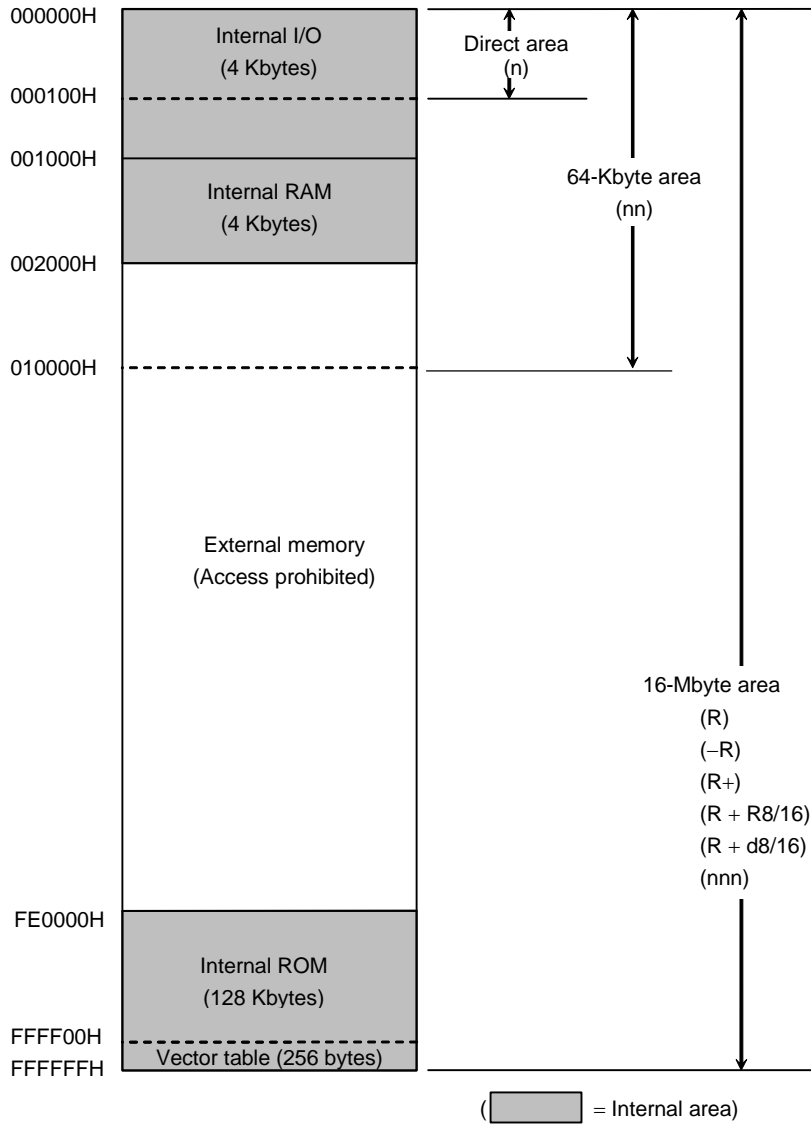 000000H
Internal I/O
(4 Kbytes)
Direct area
(n)
000100H
001000H
Internal RAM
(4 Kbytes)
64-Kbyte area
(nn)
002000H
010000H
External memory
(Access prohibited)
16-Mbyte area
(R)
(−R)
(R+)
(R + R8/16)
(R + d8/16)
(nnn)
FE0000H
Internal ROM
(128 Kbytes)
FFFF00H
Vector table (256 bytes)
FFFFFFH
( = Internal area)